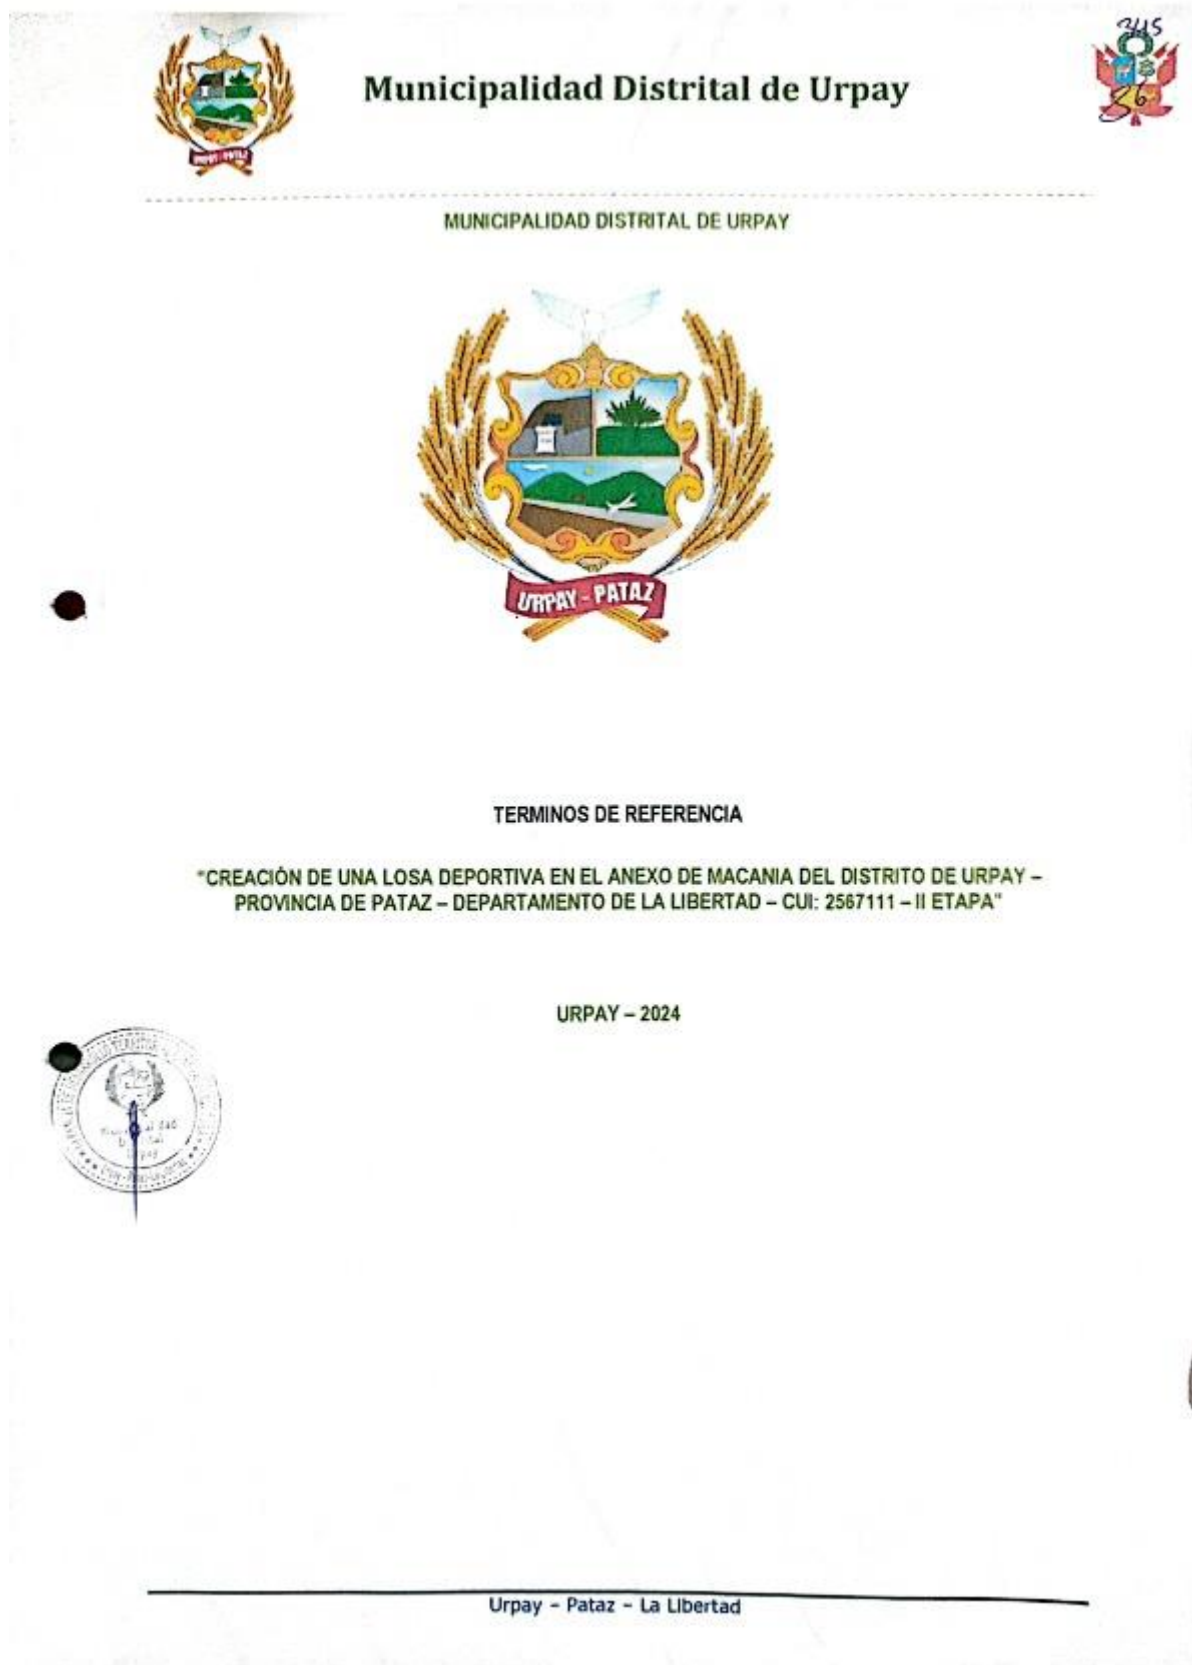 345
Municipalidad Distrital de Urpay
36
MUNICIPALIDAD DISTRITAL DE URPAY
URPAY - PATAZ
TERMINOS DE REFERENCIA
"CREACIÓN DE UNA LOSA DEPORTIVA EN EL ANEXO DE MACANIA DEL DISTRITO DE URPAY –
PROVINCIA DE PATAZ – DEPARTAMENTO DE LA LIBERTAD – CUI: 2567111 – II ETAPA"
URPAY – 2024
Urpay – Pataz – La Libertad